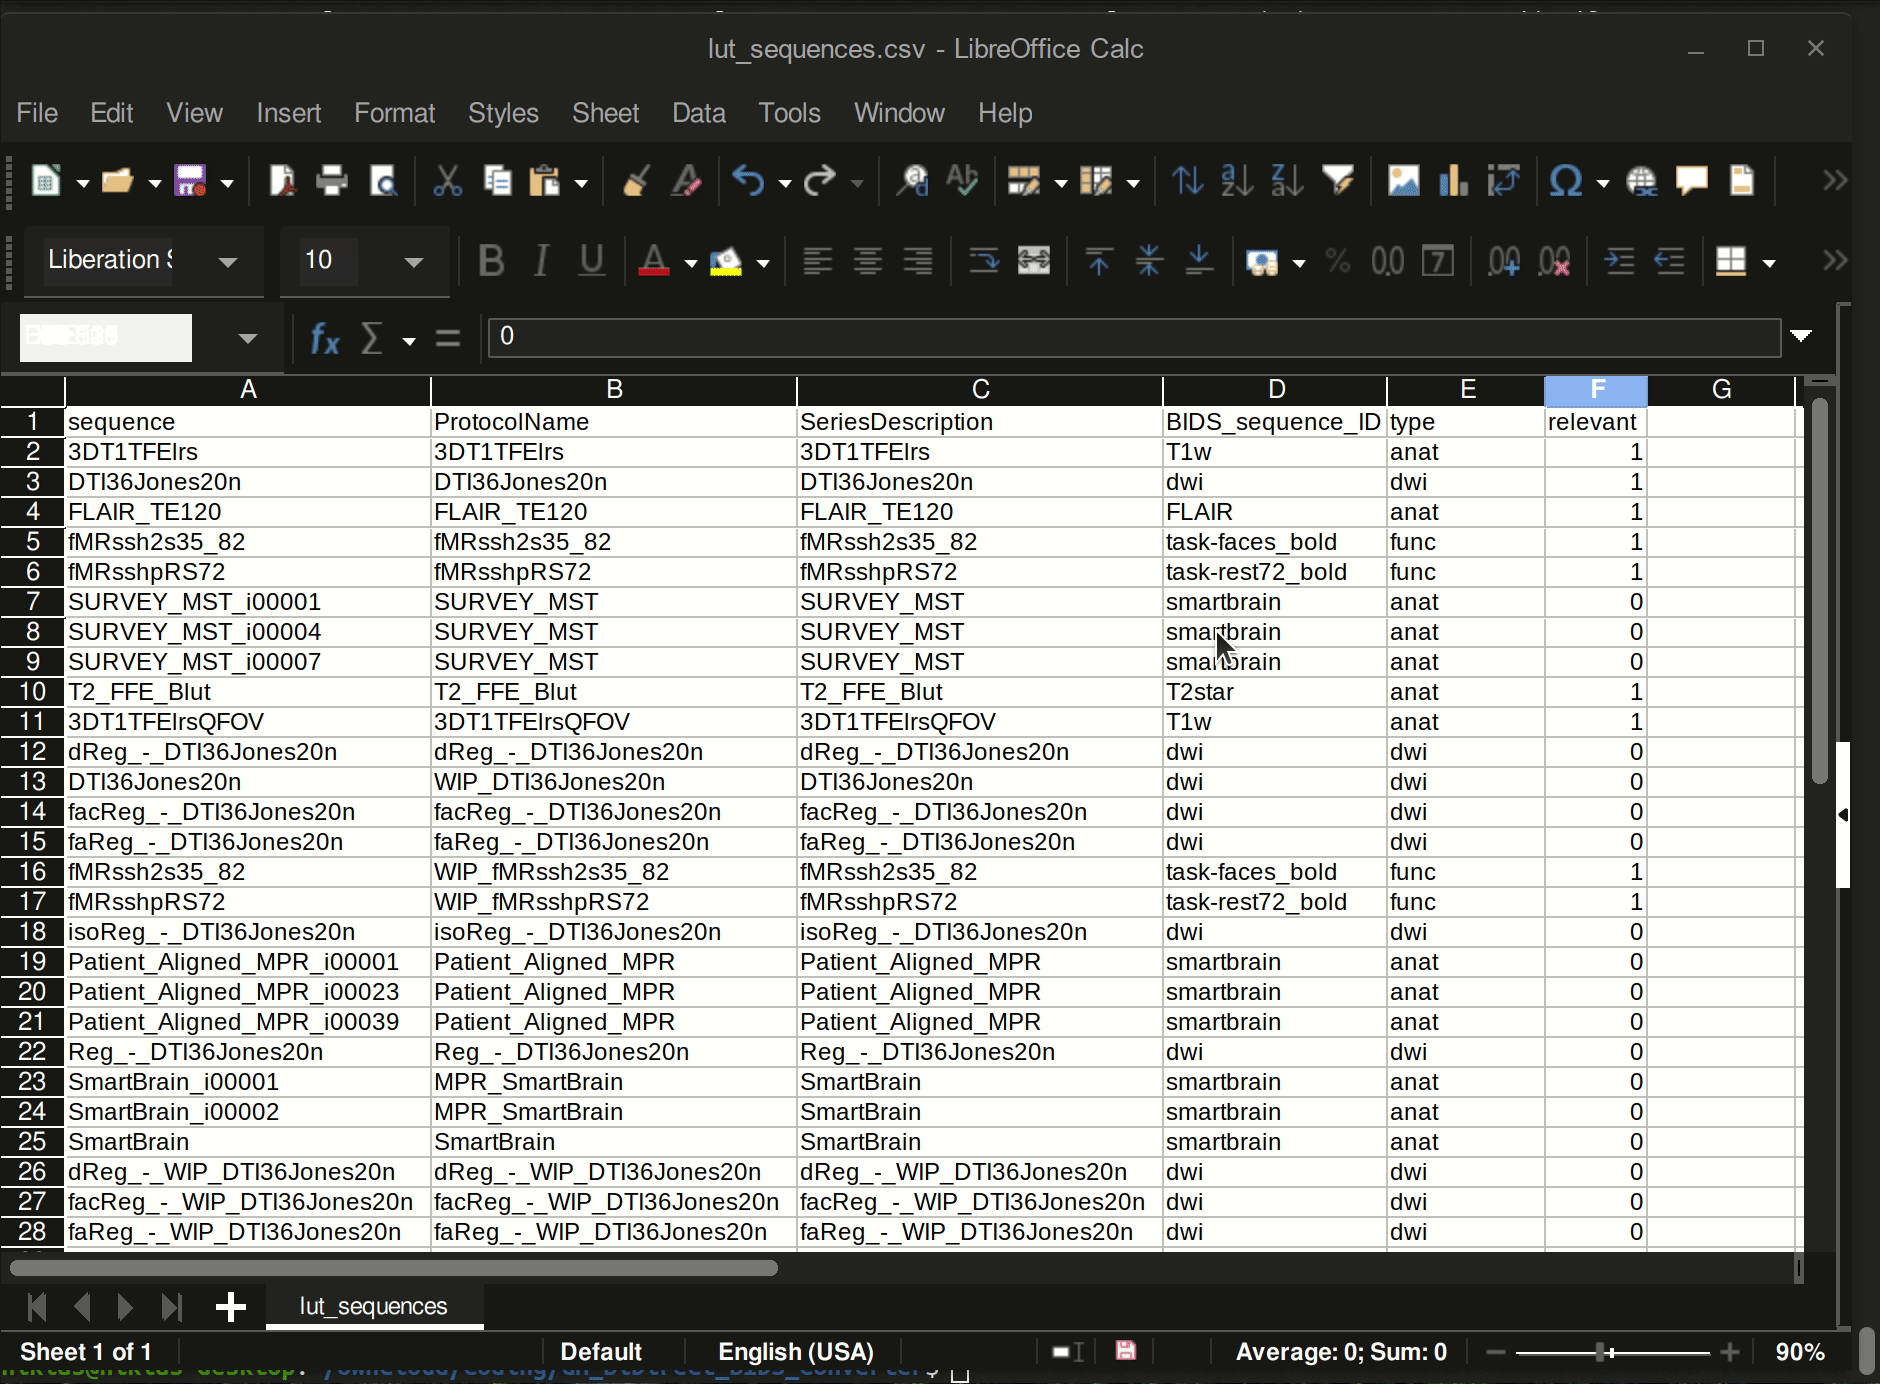 lut_sequences.csv - LibreOffice Calc
File Edit View Insert Format Styles Sheet Data Tools Window Help
Liberation 10
0
A B C D E F G
1 sequence ProtocolName SeriesDescription BIDS_sequence_ID type relevant
2 3DT1TFEIrs 3DT1TFEIrs 3DT1TFEIrs T1w anat 1
3 DTI36Jones20n DTI36Jones20n DTI36Jones20n dwi dwi 1
4 FLAIR_TE120 FLAIR_TE120 FLAIR_TE120 FLAIR anat 1
5 fMRssh2s35_82 fMRssh2s35_82 fMRssh2s35_82 task-faces_bold func 1
6 fMRsshpRS72 fMRsshpRS72 fMRsshpRS72 task-rest72_bold func 1
7 SURVEY_MST_i00001 SURVEY_MST SURVEY_MST smartbrain anat 0
8 SURVEY_MST_i00004 SURVEY_MST SURVEY_MST smartbrain anat 0
9 SURVEY_MST_i00007 SURVEY_MST SURVEY_MST smartbrain anat 0
10 T2_FFE_Blut T2_FFE_Blut T2_FFE_Blut T2star anat 1
11 3DT1TFEIrsQFOV 3DT1TFEIrsQFOV 3DT1TFEIrsQFOV T1w anat 1
12 dReg_-_DTI36Jones20n dReg_-_DTI36Jones20n dReg_-_DTI36Jones20n dwi dwi 0
13 DTI36Jones20n WIP_DTI36Jones20n DTI36Jones20n dwi dwi 0
14 facReg_-_DTI36Jones20n facReg_-_DTI36Jones20n facReg_-_DTI36Jones20n dwi dwi 0
15 faReg_-_DTI36Jones20n faReg_-_DTI36Jones20n faReg_-_DTI36Jones20n dwi dwi 0
16 fMRssh2s35_82 WIP_fMRssh2s35_82 fMRssh2s35_82 task-faces_bold func 1
17 fMRsshpRS72 WIP_fMRsshpRS72 fMRsshpRS72 task-rest72_bold func 1
18 isoReg_-_DTI36Jones20n isoReg_-_DTI36Jones20n isoReg_-_DTI36Jones20n dwi dwi 0
19 Patient_Aligned_MPR_i00001 Patient_Aligned_MPR Patient_Aligned_MPR smartbrain anat 0
20 Patient_Aligned_MPR_i00023 Patient_Aligned_MPR Patient_Aligned_MPR smartbrain anat 0
21 Patient_Aligned_MPR_i00039 Patient_Aligned_MPR Patient_Aligned_MPR smartbrain anat 0
22 Reg_-_DTI36Jones20n Reg_-_DTI36Jones20n Reg_-_DTI36Jones20n dwi dwi 0
23 SmartBrain_i00001 MPR_SmartBrain SmartBrain smartbrain anat 0
24 SmartBrain_i00002 MPR_SmartBrain SmartBrain smartbrain anat 0
25 SmartBrain SmartBrain SmartBrain smartbrain anat 0
26 dReg_-_WIP_DTI36Jones20n dReg_-_WIP_DTI36Jones20n dReg_-_WIP_DTI36Jones20n dwi dwi 0
27 facReg_-_WIP_DTI36Jones20n facReg_-_WIP_DTI36Jones20n facReg_-_WIP_DTI36Jones20n dwi dwi 0
28 faReg_-_WIP_DTI36Jones20n faReg_-_WIP_DTI36Jones20n faReg_-_WIP_DTI36Jones20n dwi dwi 0
lut_sequences
Sheet 1 of 1 Default English (USA) Average: 0; Sum: 0 90%